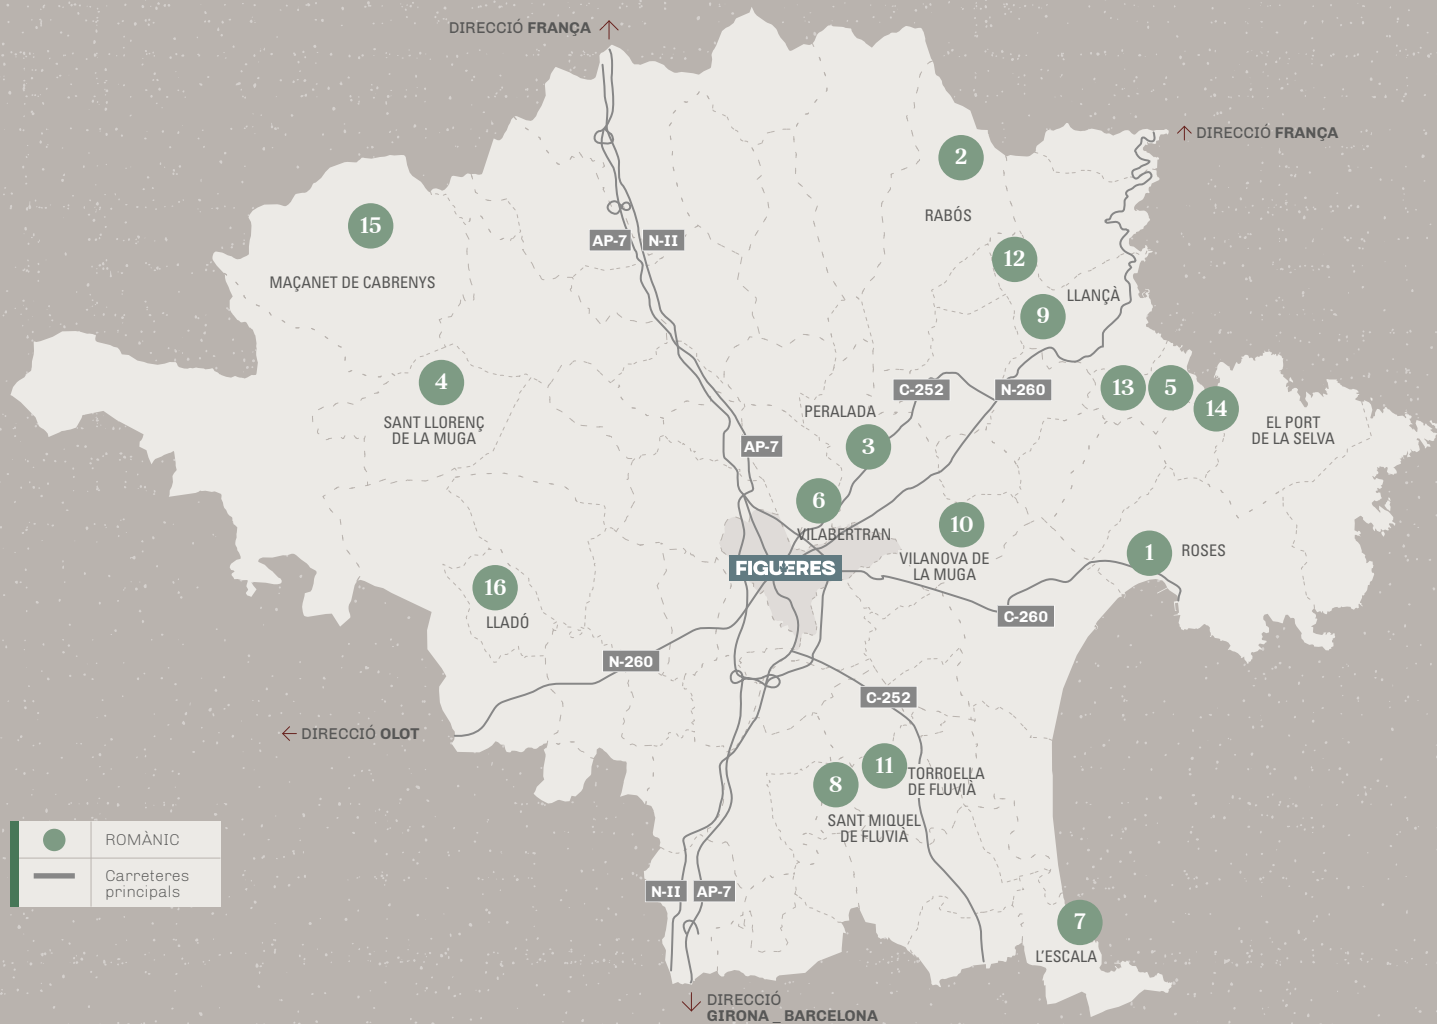 DIRECCIÓ FRANÇA
DIRECCIÓ FRANÇA
2
RABÓS
15
AP-7
N-II
MAÇANET DE CABRENYS
12
LLANÇÀ
9
4
SANT LLORENÇ
DE LA MUGA
C-252
N-260
13
5
14
PERALADA
EL PORT
DE LA SELVA
3
AP-7
6
VILABERTRAN
10
VILANOVA DE
LA MUGA
1
ROSES
FIGUERES
16
LLADÓ
C-260
N-260
C-252
DIRECCIÓ OLOT
11
TORROELLA
DE FLUVIÀ
8
SANT MIQUEL
DE FLUVIÀ
ROMÀNIC
Carreteres
principals
N-II
AP-7
7
L'ESCALA
DIRECCIÓ
GIRONA _ BARCELONA